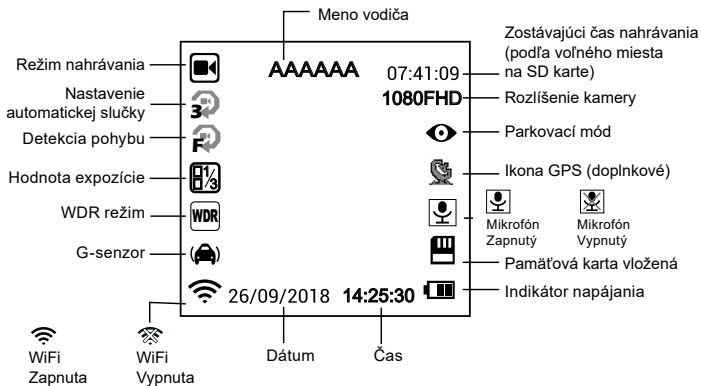 Meno vodiča
Zostávajúci čas nahrávania
(podľa voľného miesta
na SD karte)
Režim nahrávania
AAAAAA
07:41:09
Nastavenie
automatickej slučky
3
1080FHD
Rozlíšenie kamery
Detekcia pohybu
F
Parkovací mód
Hodnota expozície
1/3
Ikona GPS (doplnkové)
WDR režim
WDR
Mikrofón
Zapnutý
Mikrofón
Vypnutý
G-senzor
Pamäťová karta vložená
26/09/2018
14:25:30
Indikátor napájania
WiFi
Zapnuta
WiFi
Vypnuta
Dátum
Čas